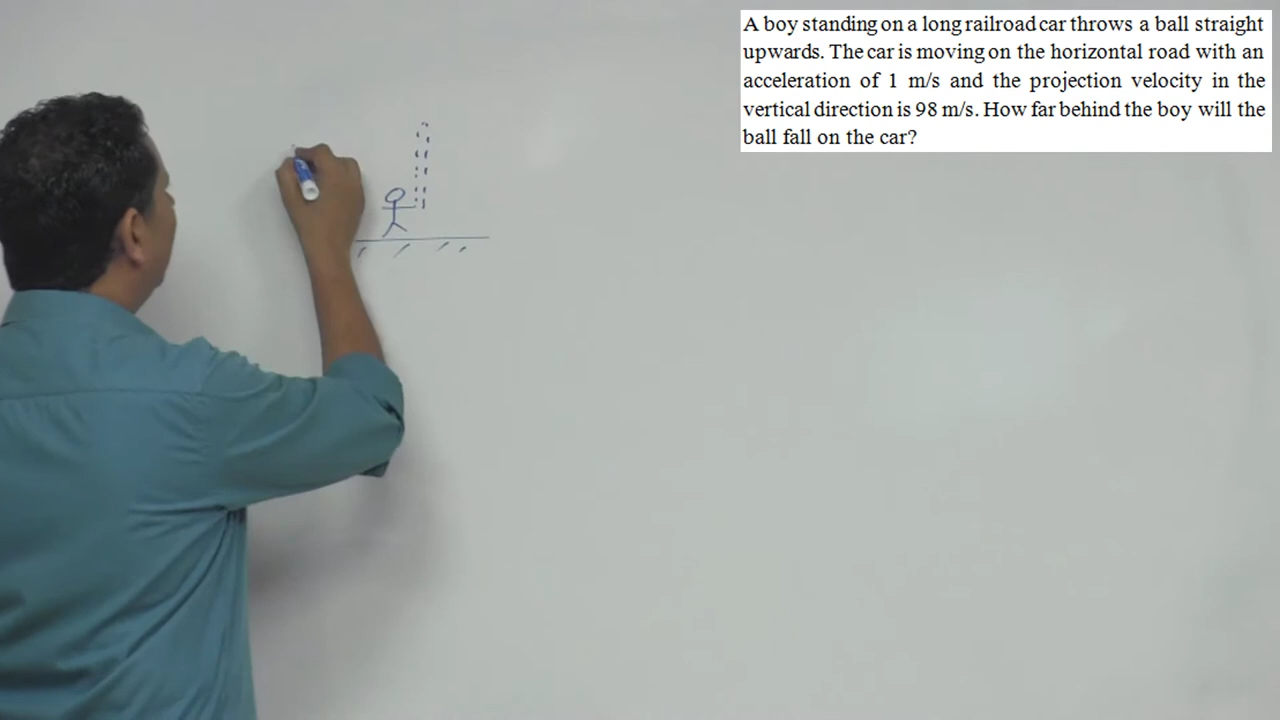 A boy standing on a long railroad car throws a ball straight
upwards. The car is moving on the horizontal road with an
acceleration of 1 m/s and the projection velocity in the
vertical direction is 98 m/s. How far behind the boy will the
ball fall on the car?